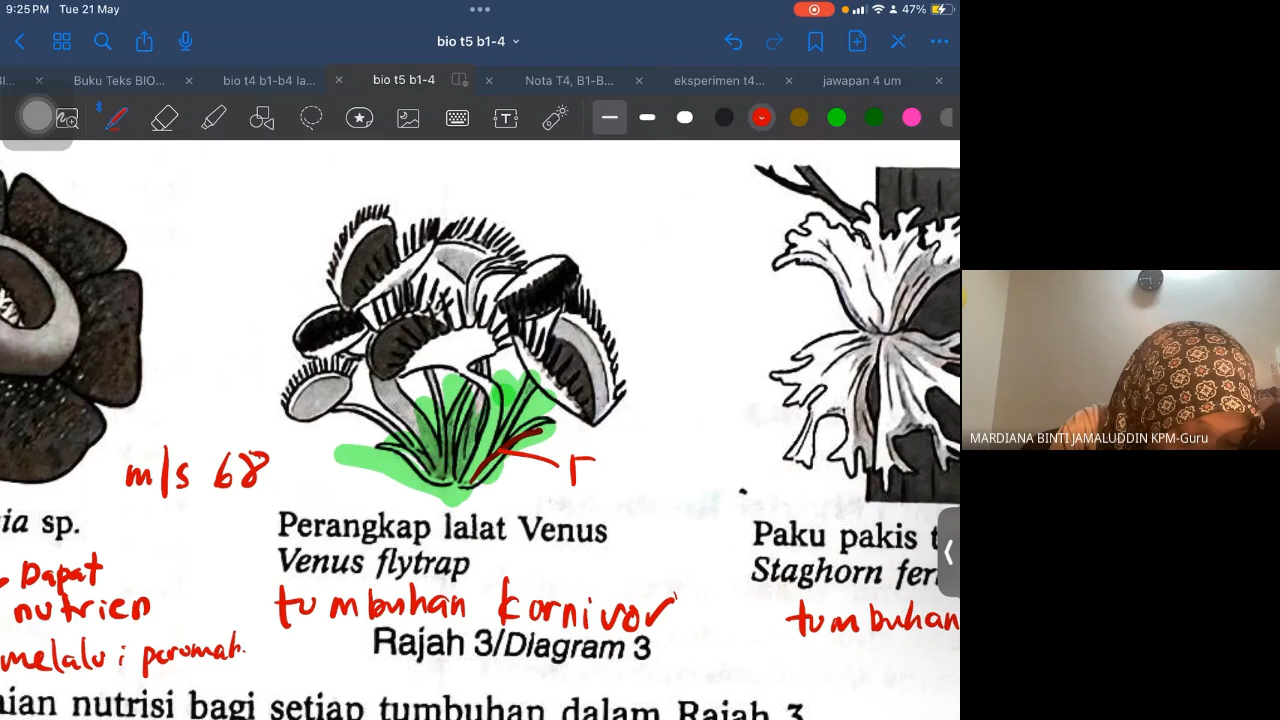 9:25 PM Tue 21 May
47%
bio t5 b1-4
Buku Teks BIO...
bio t4 b1-b4 la...
bio t5 b1-4
Nota T4, B1-B...
eksperimen t4...
jawapan 4 um
T
m/s 68
r
ia sp.
Perangkap lalat Venus
Paku pakis t
Venus flytrap
Staghorn fer
Dapat
nutrien
tumbuhan kornivor
tumbuhan
melalui
Rajah 3/Diagram 3
aian nutrisi bagi setiap tumbuhan dalam Rajah 3
MARDIANA BINTI JAMALUDDIN KPM-Guru